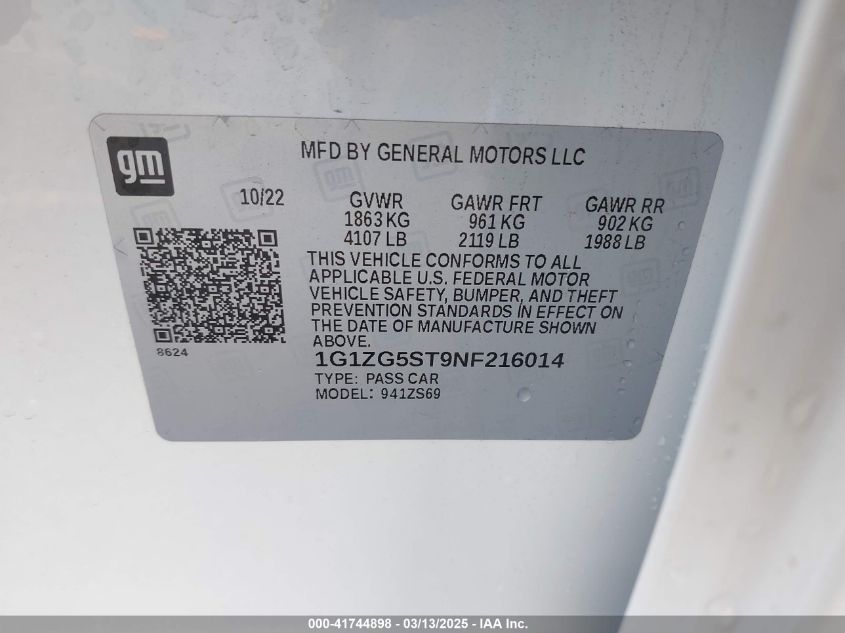 gm
MFD BY GENERAL MOTORS LLC
10/22
GVWR GAWR FRT GAWR RR
1863 KG 961 KG 902 KG
4107 LB 2119 LB 1988 LB
THIS VEHICLE CONFORMS TO ALL
APPLICABLE U.S. FEDERAL MOTOR
VEHICLE SAFETY, BUMPER, AND THEFT
PREVENTION STANDARDS IN EFFECT ON
THE DATE OF MANUFACTURE SHOWN
ABOVE.
8624
1G1ZG5ST9NF216014
TYPE: PASS CAR
MODEL: 941ZS69
000-41744898 — 03/13/2025 — IAA Inc.